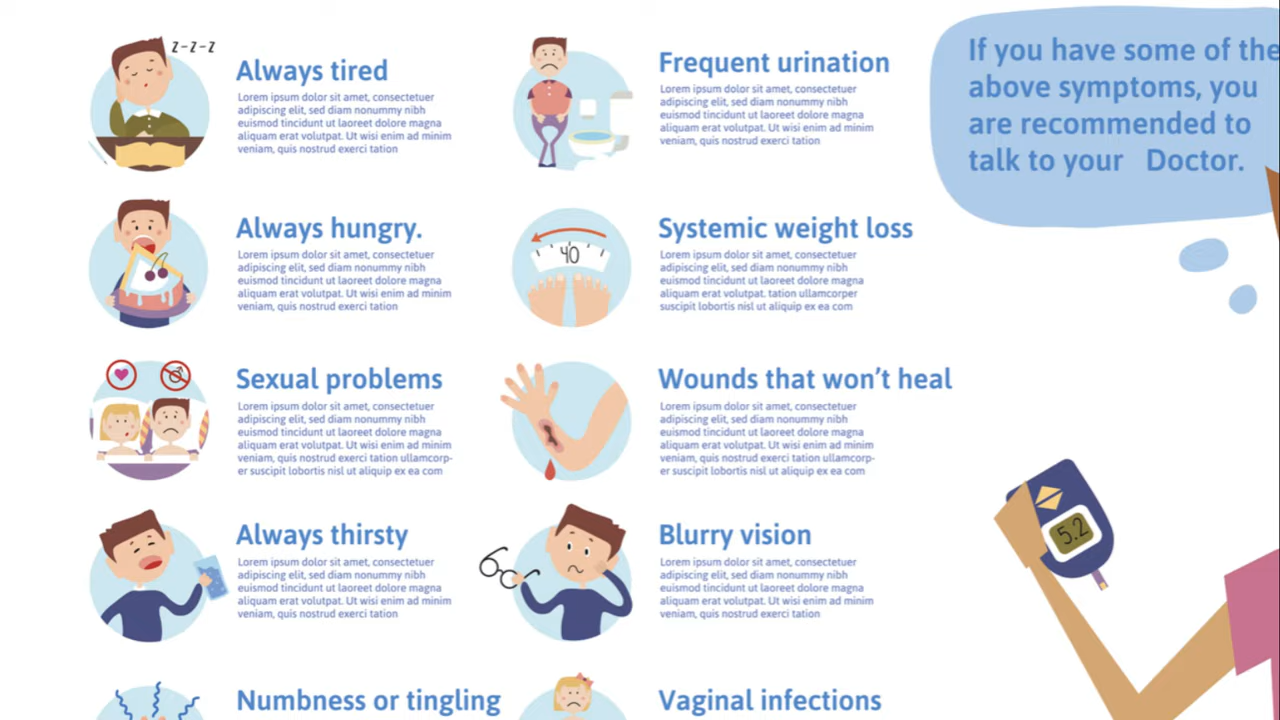 Z-Z-Z
Always tired
Lorem ipsum dolor sit amet, consectetuer
adipiscing elit, sed diam nonummy nibh
euismod tincidunt ut laoreet dolore magna
aliquam erat volutpat. Ut wisi enim ad minim
veniam, quis nostrud exerci tation
Always hungry.
Lorem ipsum dolor sit amet, consectetuer
adipiscing elit, sed diam nonummy nibh
euismod tincidunt ut laoreet dolore magna
aliquam erat volutpat. Ut wisi enim ad minim
veniam, quis nostrud exerci tation
Sexual problems
Lorem ipsum dolor sit amet, consectetuer
adipiscing elit, sed diam nonummy nibh
euismod tincidunt ut laoreet dolore magna
aliquam erat volutpat. Ut wisi enim ad minim
veniam, quis nostrud exerci tation ullamcorp-
er suscipit lobortis nisl ut aliquip ex ea com
Always thirsty
Lorem ipsum dolor sit amet, consectetuer
adipiscing elit, sed diam nonummy nibh
euismod tincidunt ut laoreet dolore magna
aliquam erat volutpat. Ut wisi enim ad minim
veniam, quis nostrud exerci tation
Numbness or tingling
Frequent urination
Lorem ipsum dolor sit amet, consectetuer
adipiscing elit, sed diam nonummy nibh
euismod tincidunt ut laoreet dolore magna
aliquam erat volutpat. Ut wisi enim ad minim
veniam, quis nostrud exerci tation
Systemic weight loss
40
Lorem ipsum dolor sit amet, consectetuer
adipiscing elit, sed diam nonummy nibh
euismod tincidunt ut laoreet dolore magna
aliquam erat volutpat. tation ullamcorper
suscipit lobortis nisl ut aliquip ex ea com
Wounds that won't heal
Lorem ipsum dolor sit amet, consectetuer
adipiscing elit, sed diam nonummy nibh
euismod tincidunt ut laoreet dolore magna
aliquam erat volutpat. Ut wisi enim ad minim
veniam, quis nostrud exerci tation ullamcorp-
er suscipit lobortis nisl ut aliquip ex ea com
Blurry vision
Lorem ipsum dolor sit amet, consectetuer
adipiscing elit, sed diam nonummy nibh
euismod tincidunt ut laoreet dolore magna
aliquam erat volutpat. Ut wisi enim ad minim
veniam, quis nostrud exerci tation
Vaginal infections
If you have some of the
above symptoms, you
are recommended to
talk to your Doctor.
5.2